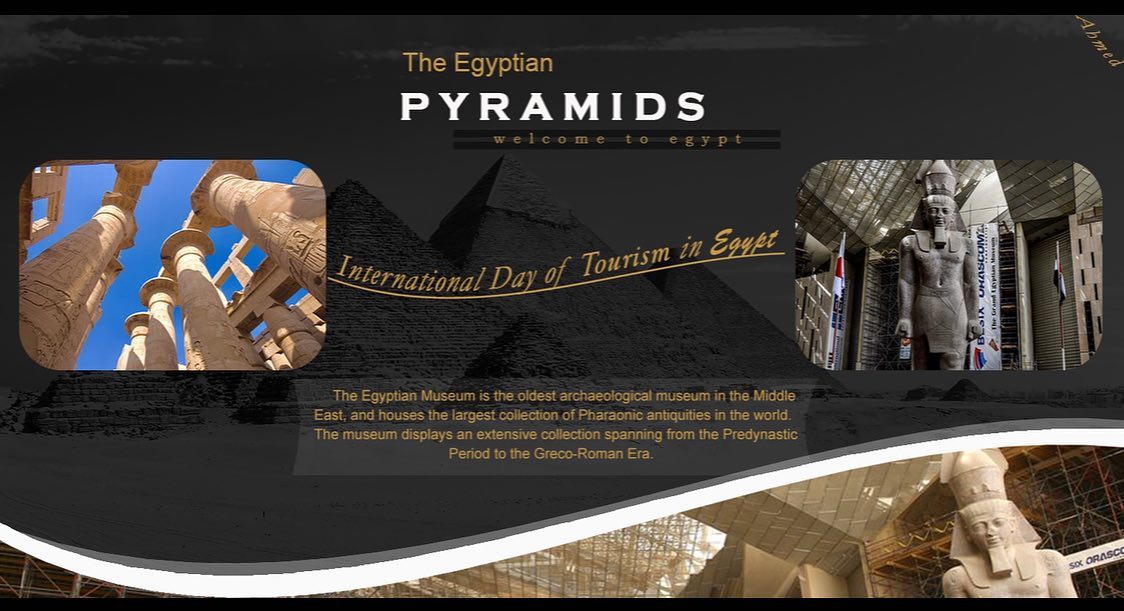 Ahmed
The Egyptian
PYRAMIDS
welcome to egypt
International Day of Tourism in Egypt
BESIX ORASCOM
The Grand Egyptian Museum
The Egyptian Museum is the oldest archaeological museum in the Middle
East, and houses the largest collection of Pharaonic antiquities in the world.
The museum displays an extensive collection spanning from the Predynastic
Period to the Greco-Roman Era.
SIX ORASCO